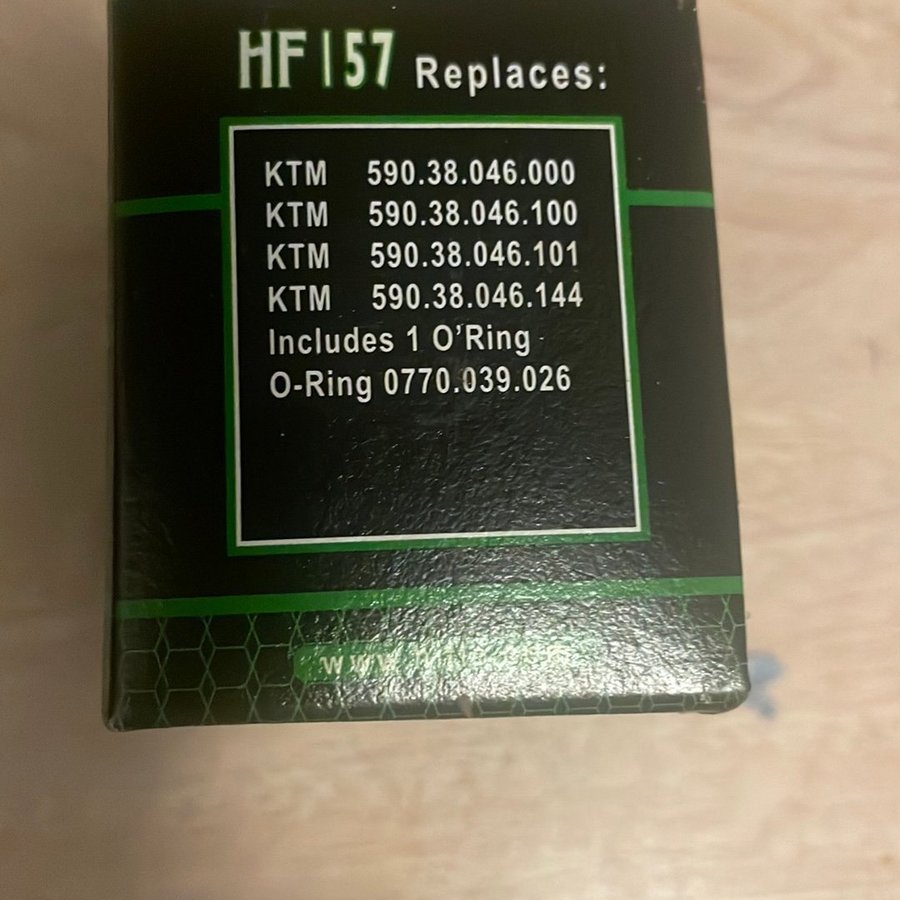 HF157 Replaces:
KTM 590.38.046.000
KTM 590.38.046.100
KTM 590.38.046.101
KTM 590.38.046.144
Includes 1 O’Ring
O-Ring 0770.039.026